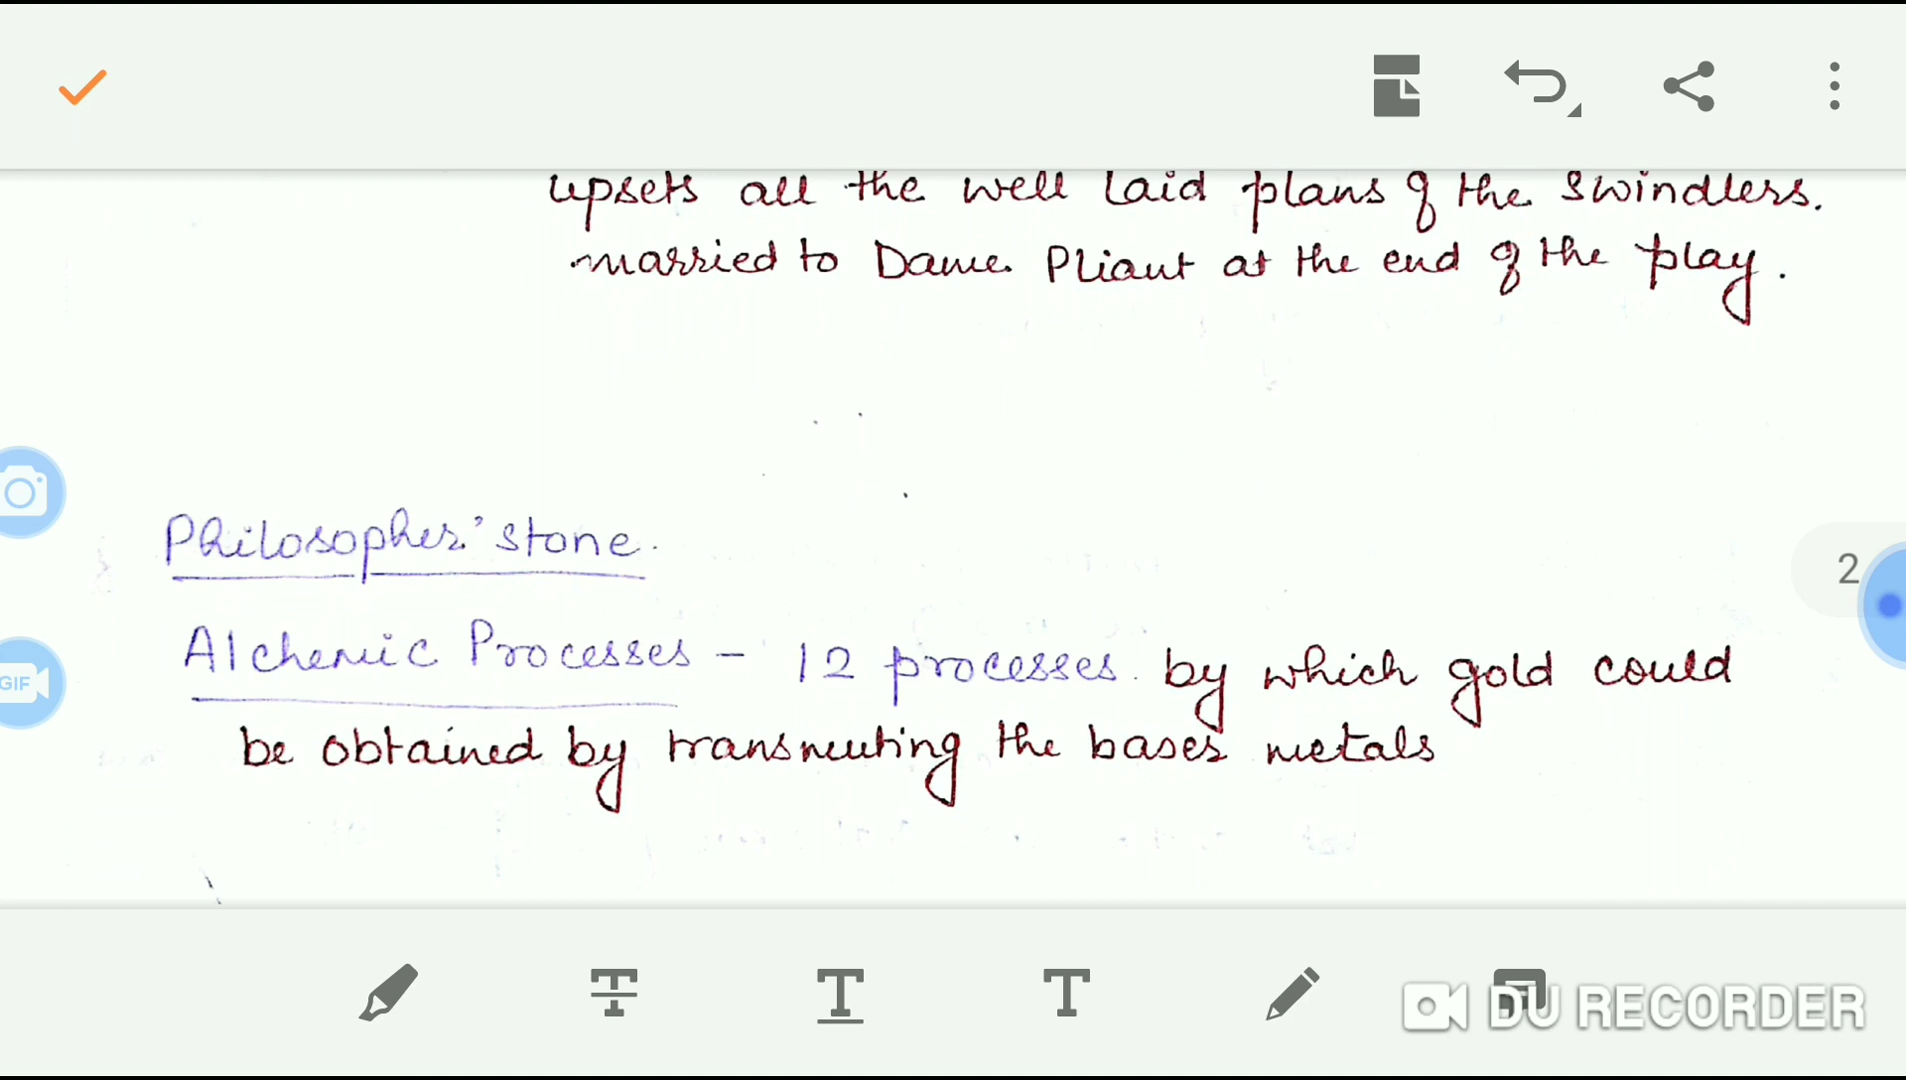 upsets all the well laid plans of the swindless.
married to Dame Pliant at the end of the play.
Philosopher' stone.
Alchemic Processes - 12 processes by which gold could
be obtained by transmuting the bases metals
2
GIF
T T T
DU RECORDER